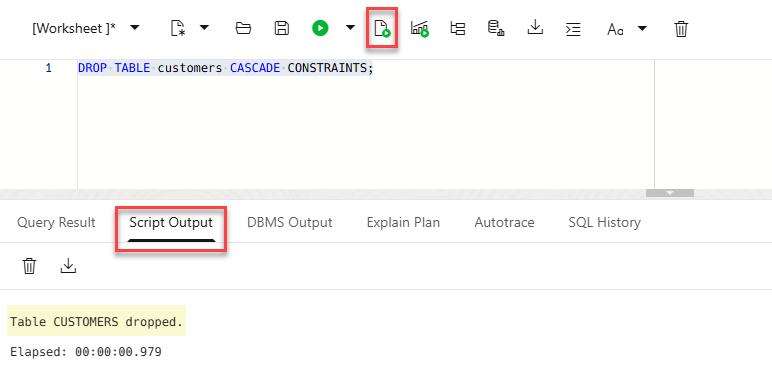 [Worksheet ]* Aa
1 DROP TABLE customers CASCADE CONSTRAINTS;
Query Result Script Output DBMS Output Explain Plan Autotrace SQL History
Table CUSTOMERS dropped.
Elapsed: 00:00:00.979